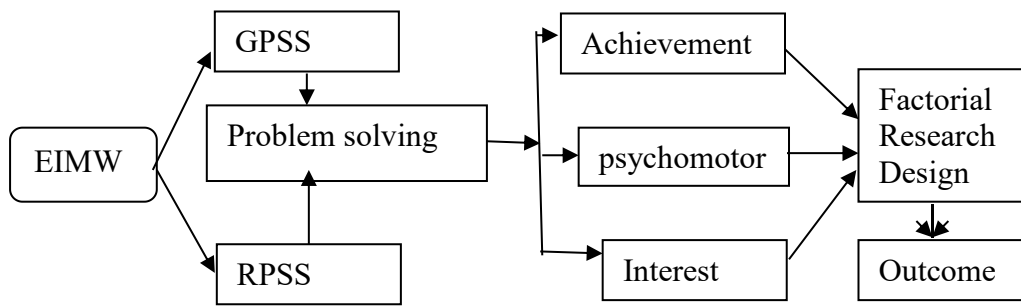 GPSS
Achievement
EIMW
Problem solving
psychomotor
Factorial
Research
Design
RPSS
Interest
Outcome